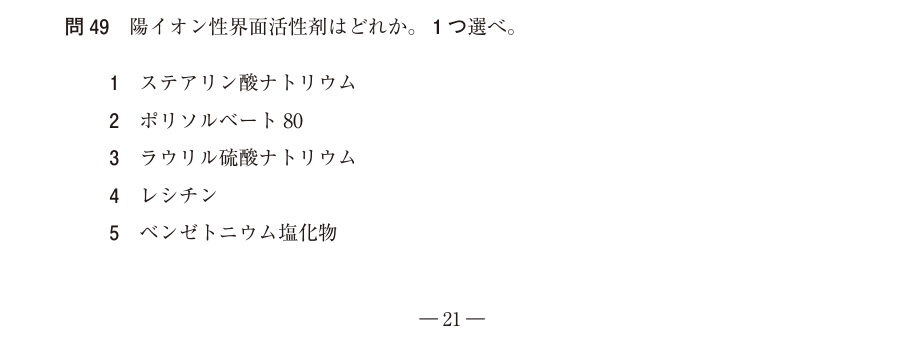 問 49　陽イオン性界面活性剤はどれか。1つ選べ。
1　ステアリン酸ナトリウム
2　ポリソルベート 80
3　ラウリル硫酸ナトリウム
4　レシチン
5　ベンゼトニウム塩化物
― 21 ―